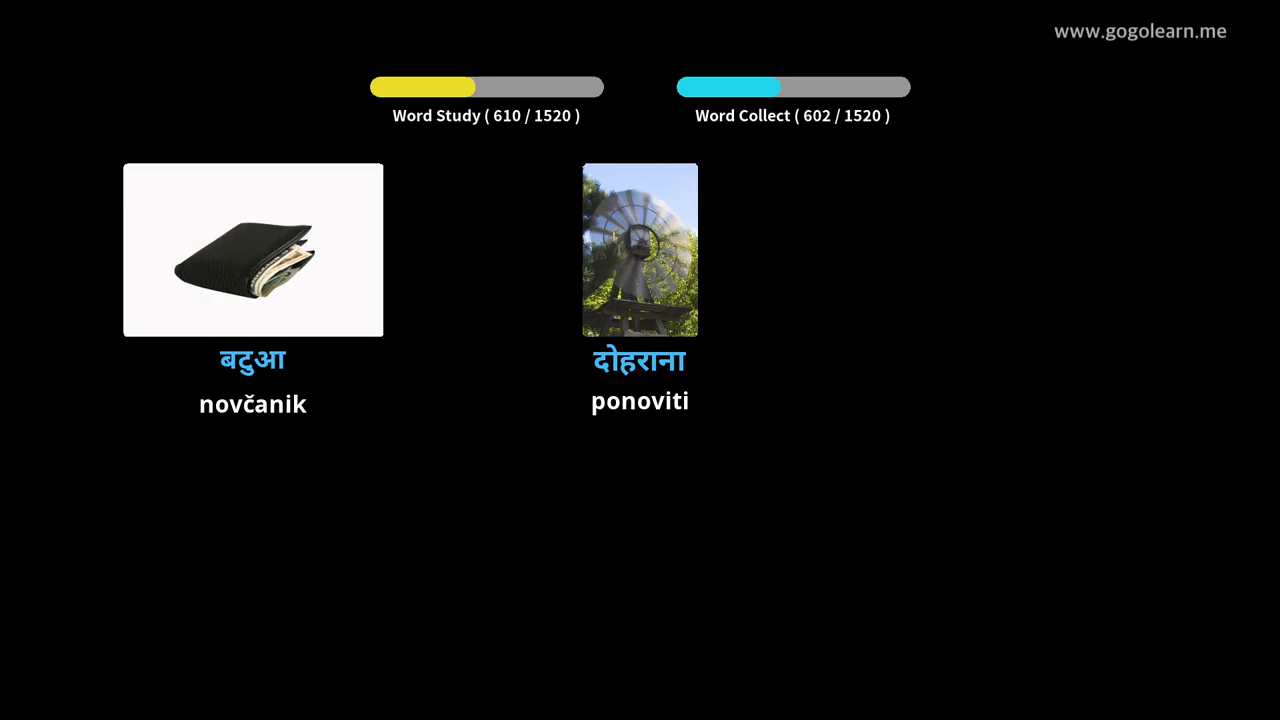 www.gogolearn.me
Word Study ( 610 / 1520 )
Word Collect ( 602 / 1520 )
बटुआ
novčanik
दोहराना
ponoviti